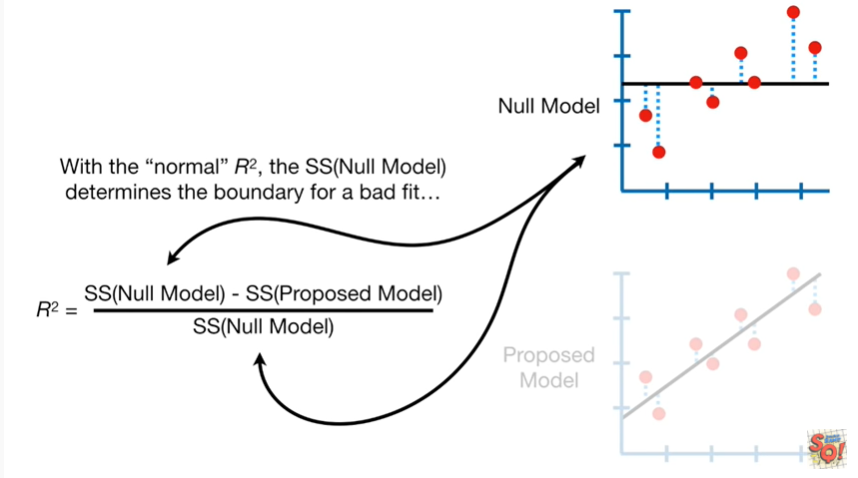 Null Model
With the “normal” R², the SS(Null Model)
determines the boundary for a bad fit…
R² =
SS(Null Model) - SS(Proposed Model)
SS(Null Model)
Proposed
Model
SQ!